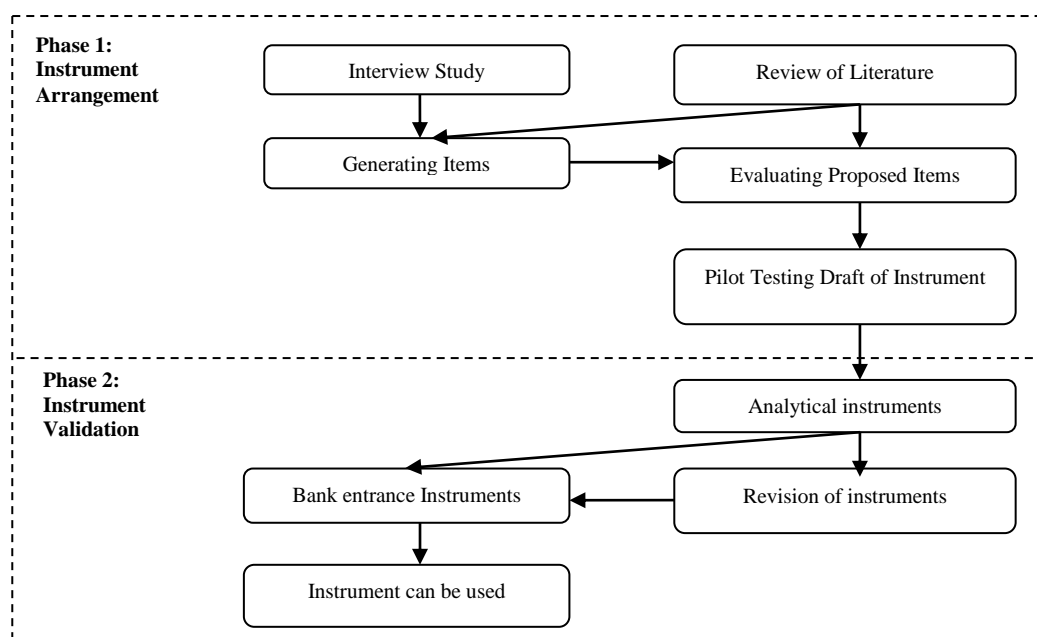 Phase 1:
Instrument
Arrangement
Interview Study
Review of Literature
Generating Items
Evaluating Proposed Items
Pilot Testing Draft of Instrument
Phase 2:
Instrument
Validation
Analytical instruments
Bank entrance Instruments
Revision of instruments
Instrument can be used